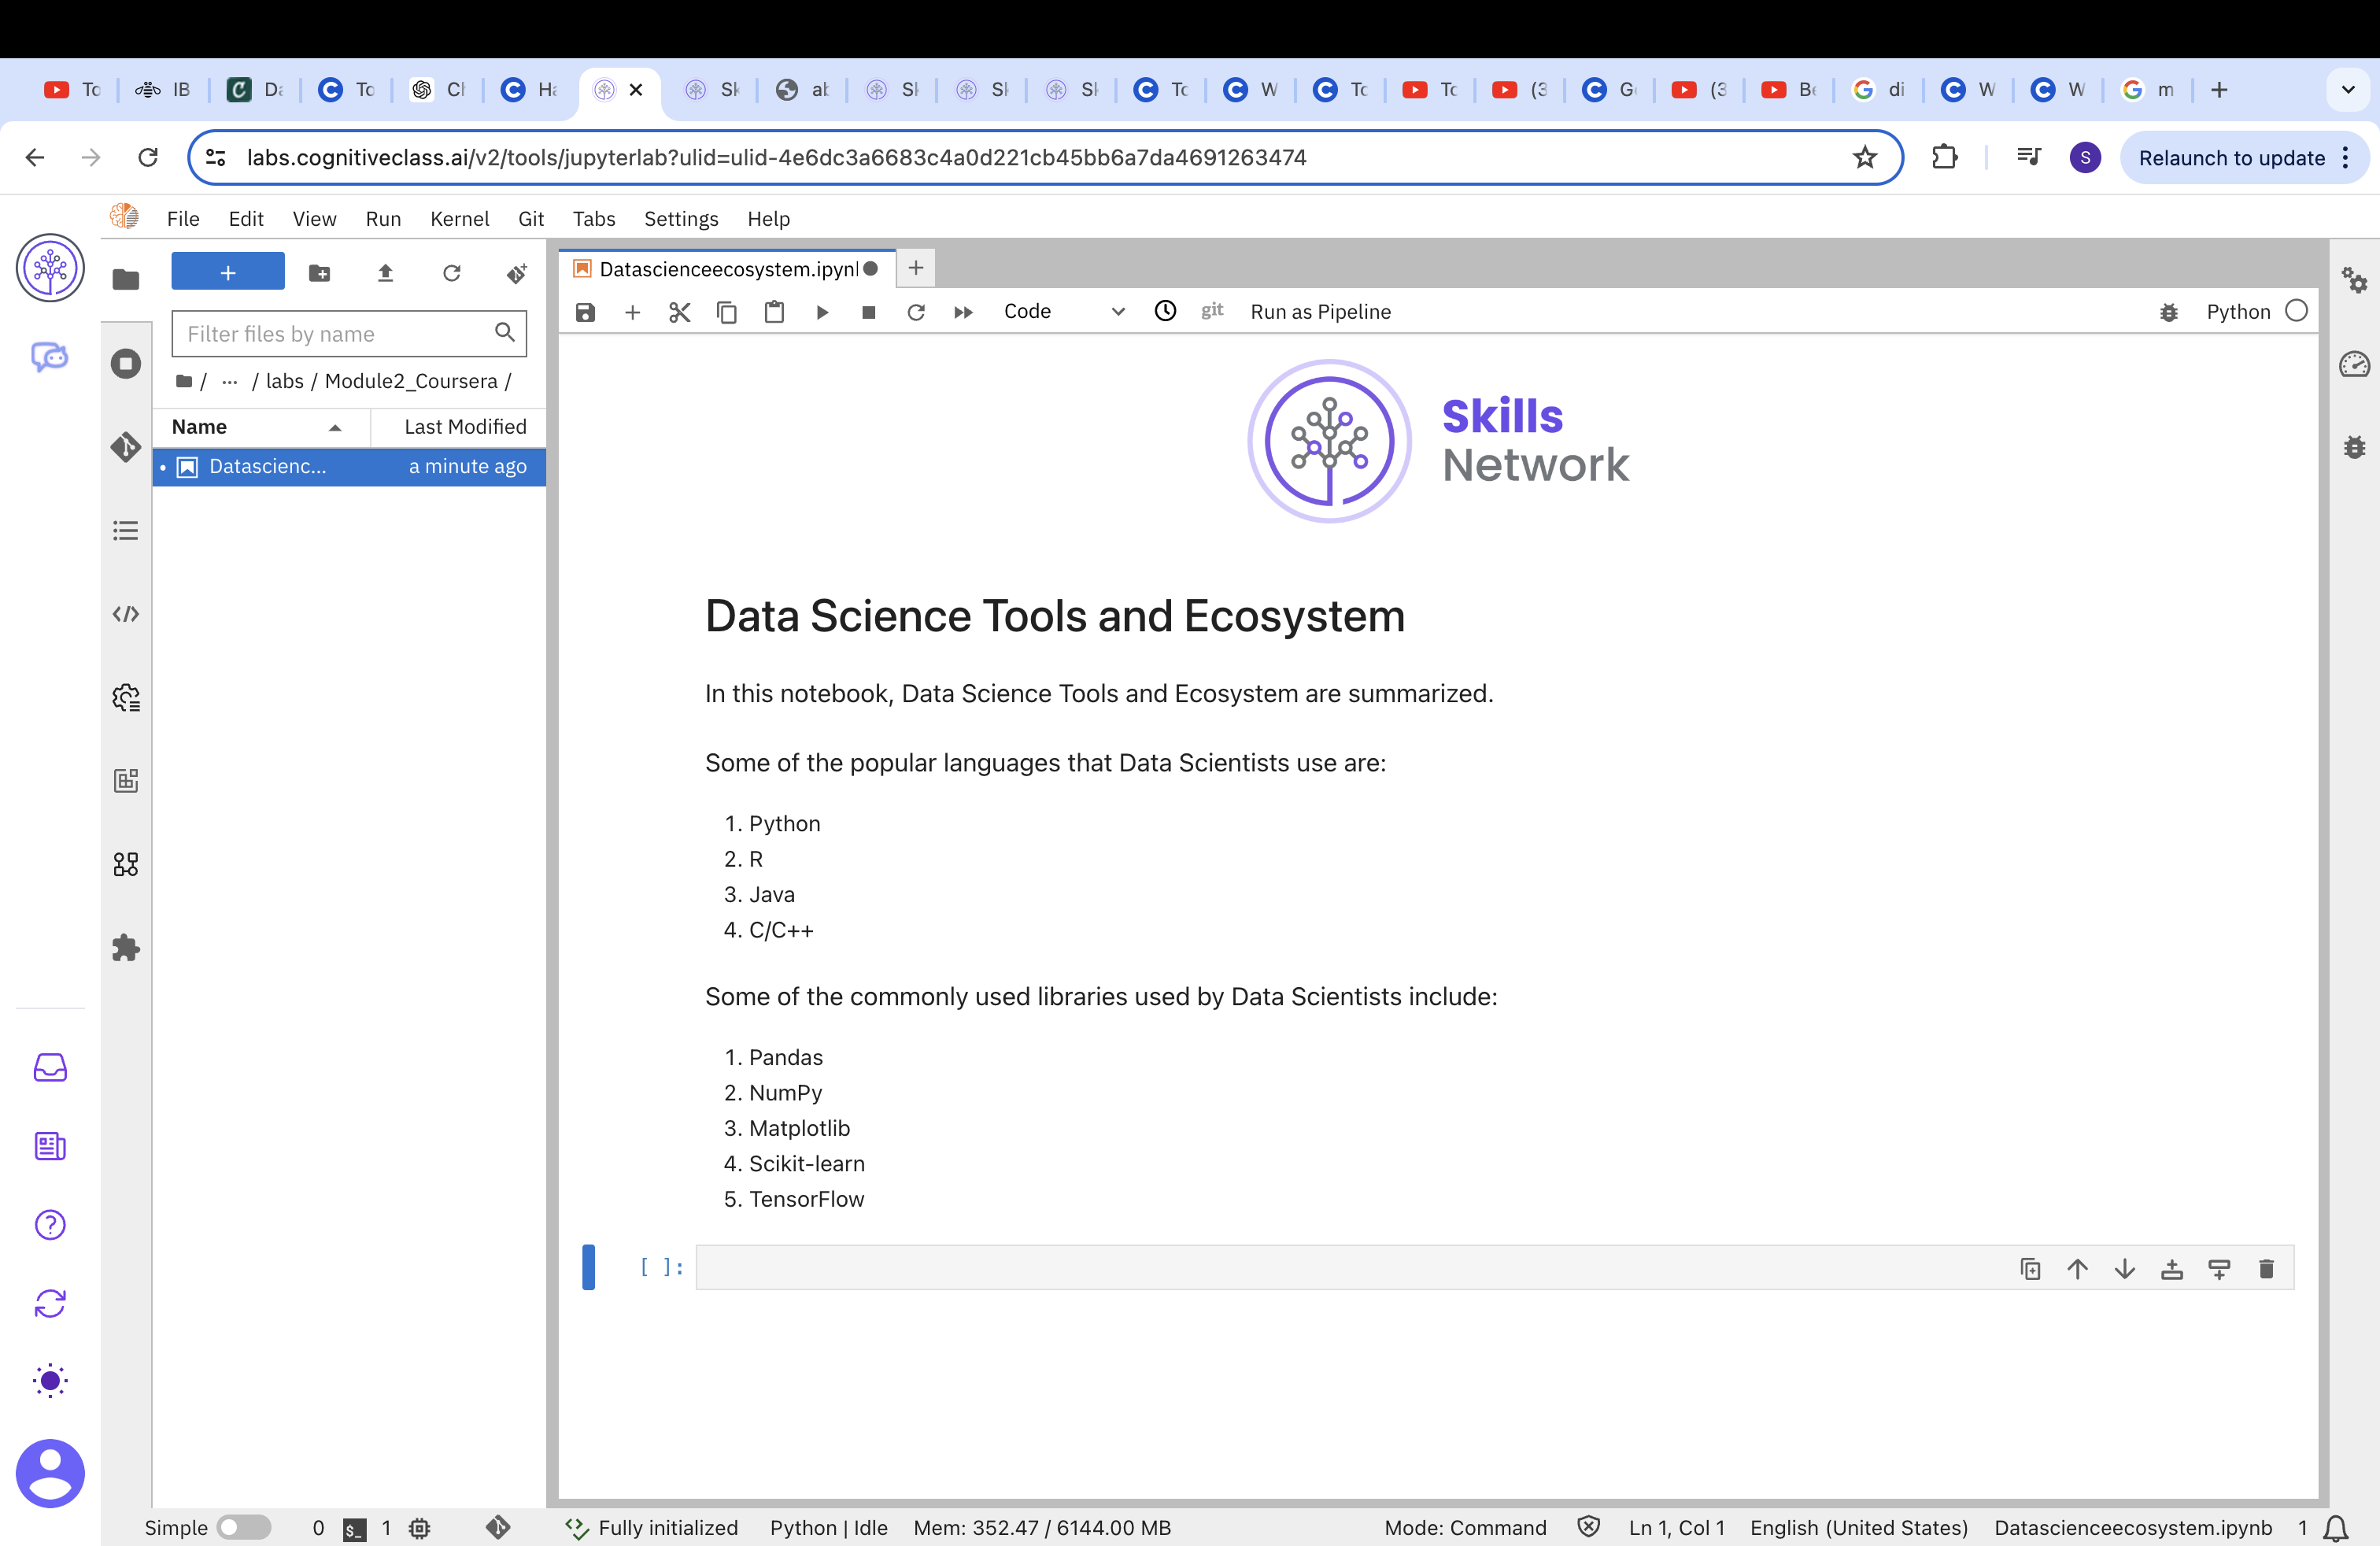 To IB Da To Ch Ha Sk ab Sk Sk Sk To W To To (3 G (3 Be di W W m
labs.cognitiveclass.ai/v2/tools/jupyterlab?ulid=ulid-4e6dc3a6683c4a0d221cb45bb6a7da4691263474
S
Relaunch to update
File Edit View Run Kernel Git Tabs Settings Help
+
Datascienceecosystem.ipynb
Filter files by name
Code
git
Run as Pipeline
Python
/ ... / labs / Module2_Coursera /
Name
Last Modified
Datascienc...
a minute ago
Skills
Network
Data Science Tools and Ecosystem
In this notebook, Data Science Tools and Ecosystem are summarized.
Some of the popular languages that Data Scientists use are:
1. Python
2. R
3. Java
4. C/C++
Some of the commonly used libraries used by Data Scientists include:
1. Pandas
2. NumPy
3. Matplotlib
4. Scikit-learn
5. TensorFlow
[ ]:
Simple 0 $_ 1 Fully initialized Python | Idle Mem: 352.47 / 6144.00 MB Mode: Command Ln 1, Col 1 English (United States) Datascienceecosystem.ipynb 1